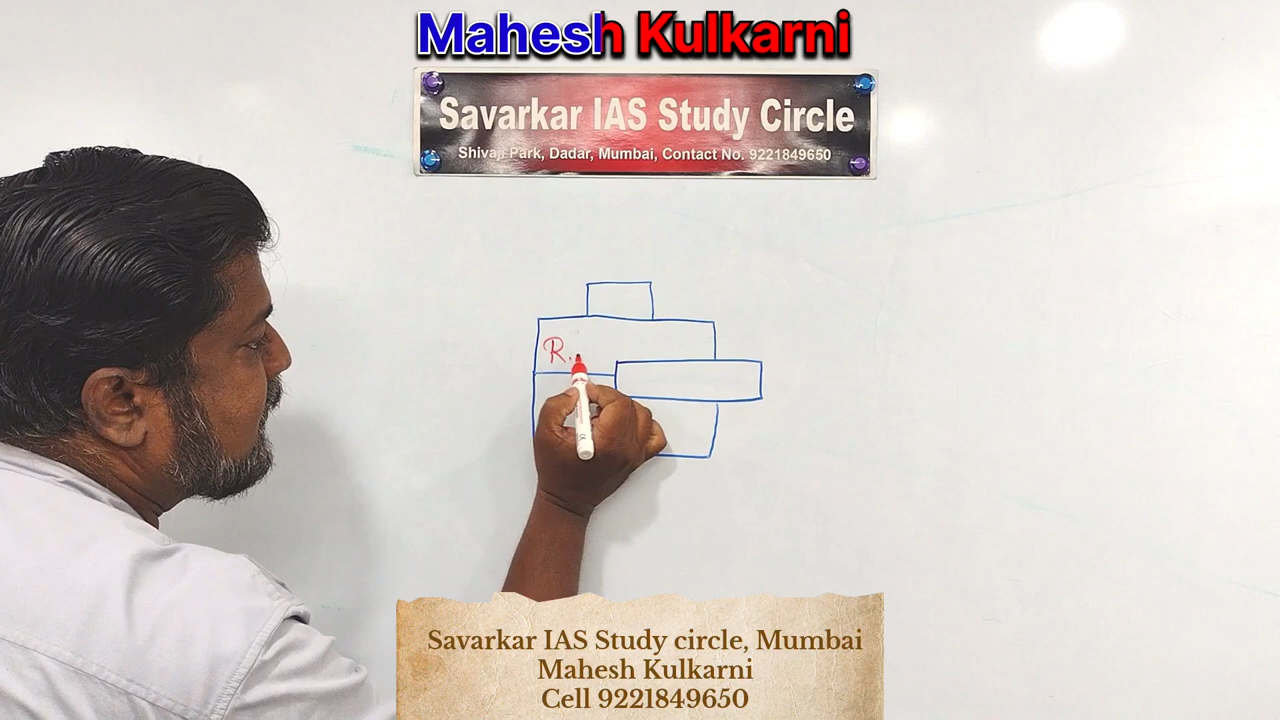 Mahesh Kulkarni
Savarkar IAS Study Circle
Shivaji Park, Dadar, Mumbai, Contact No. 9221849650
R.
Savarkar IAS Study circle, Mumbai
Mahesh Kulkarni
Cell 9221849650